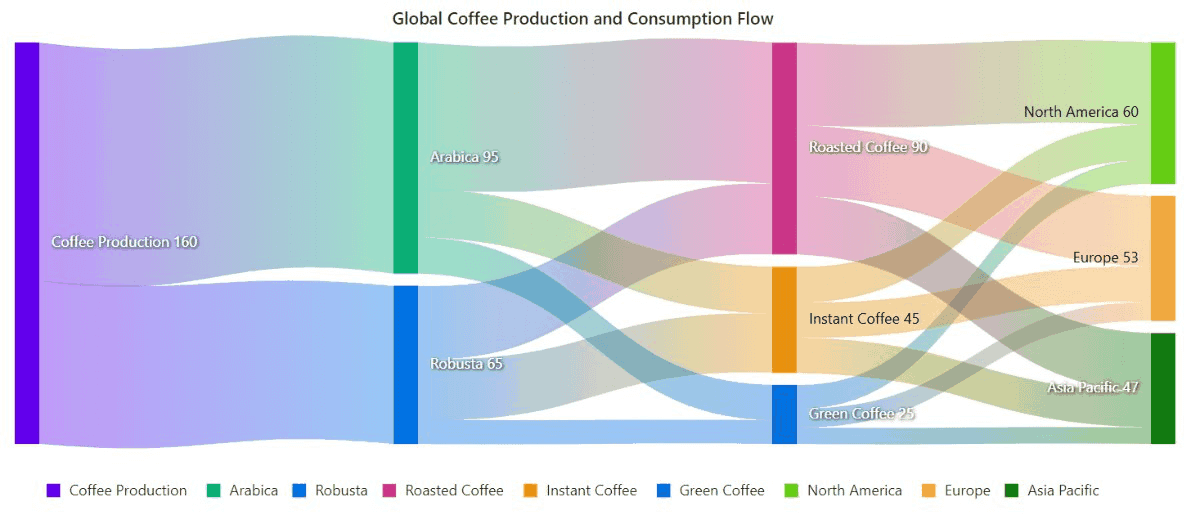 Global Coffee Production and Consumption Flow
North America 60
Arabica 95
Roasted Coffee 90
Coffee Production 160
Europe 53
Instant Coffee 45
Robusta 65
Asia Pacific 47
Green Coffee 25
Coffee Production Arabica Robusta Roasted Coffee Instant Coffee Green Coffee North America Europe Asia Pacific